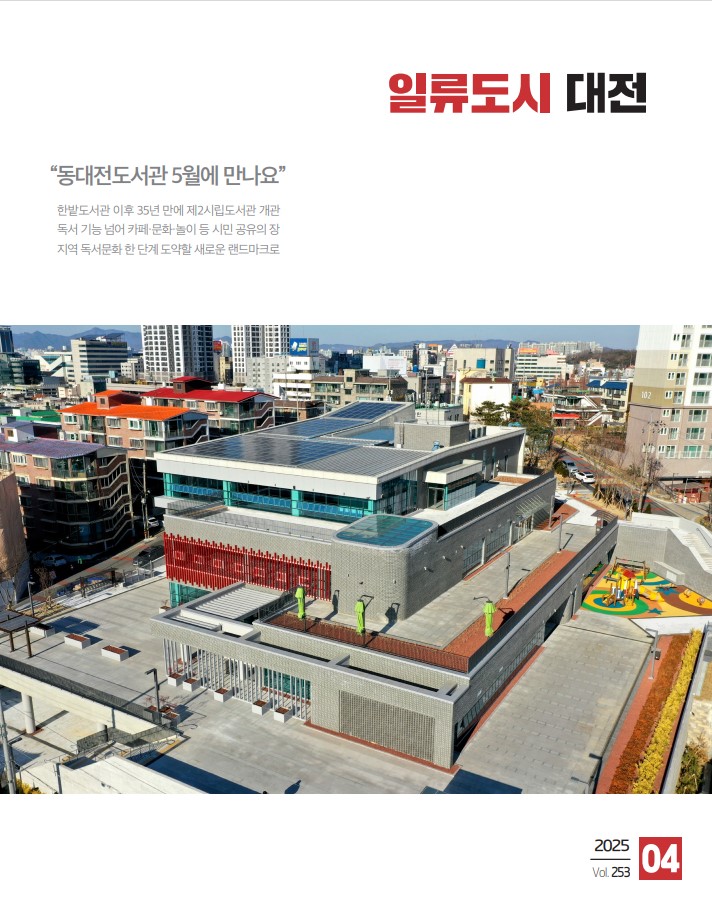 일류도시 대전
“동대전도서관 5월에 만나요”
한밭도서관 이후 35년 만에 제2시립도서관 개관
독서 기능 넘어 카페·문화·놀이 등 시민 공유의 장
지역 독서문화 한 단계 도약할 새로운 랜드마크로
102
2025
Vol. 253
04